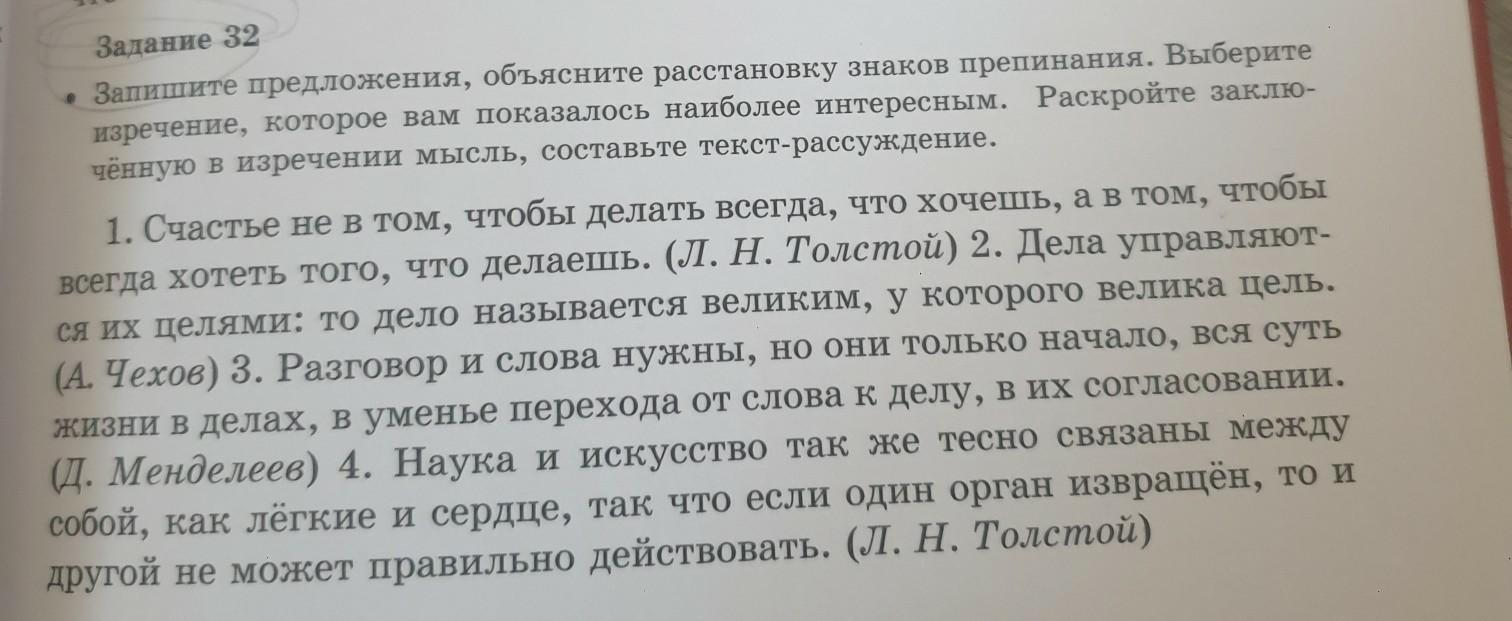 Задание 32
• Запишите предложения, объясните расстановку знаков препинания. Выберите
изречение, которое вам показалось наиболее интересным. Раскройте заклю-
чённую в изречении мысль, составьте текст-рассуждение.
1. Счастье не в том, чтобы делать всегда, что хочешь, а в том, чтобы
всегда хотеть того, что делаешь. (Л. Н. Толстой) 2. Дела управляют-
ся их целями: то дело называется великим, у которого велика цель.
(А. Чехов) 3. Разговор и слова нужны, но они только начало, вся суть
жизни в делах, в уменье перехода от слова к делу, в их согласовании.
(Д. Менделеев) 4. Наука и искусство так же тесно связаны между
собой, как лёгкие и сердце, так что если один орган извращён, то и
другой не может правильно действовать. (Л. Н. Толстой)